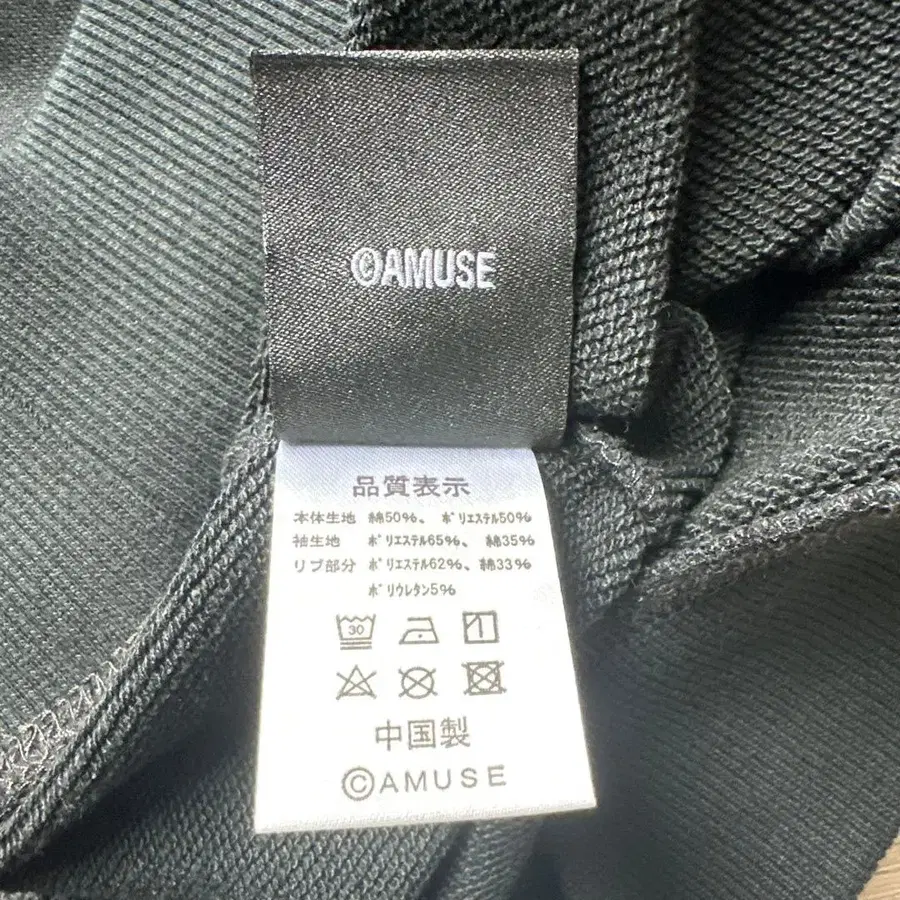 ©AMUSE
品質表示
本体生地 綿50%、ポリエステル50%
袖生地 ポリエステル65%、綿35%
リブ部分 ポリエステル62%、綿33%
ポリウレタン5%
30
中国製
©AMUSE